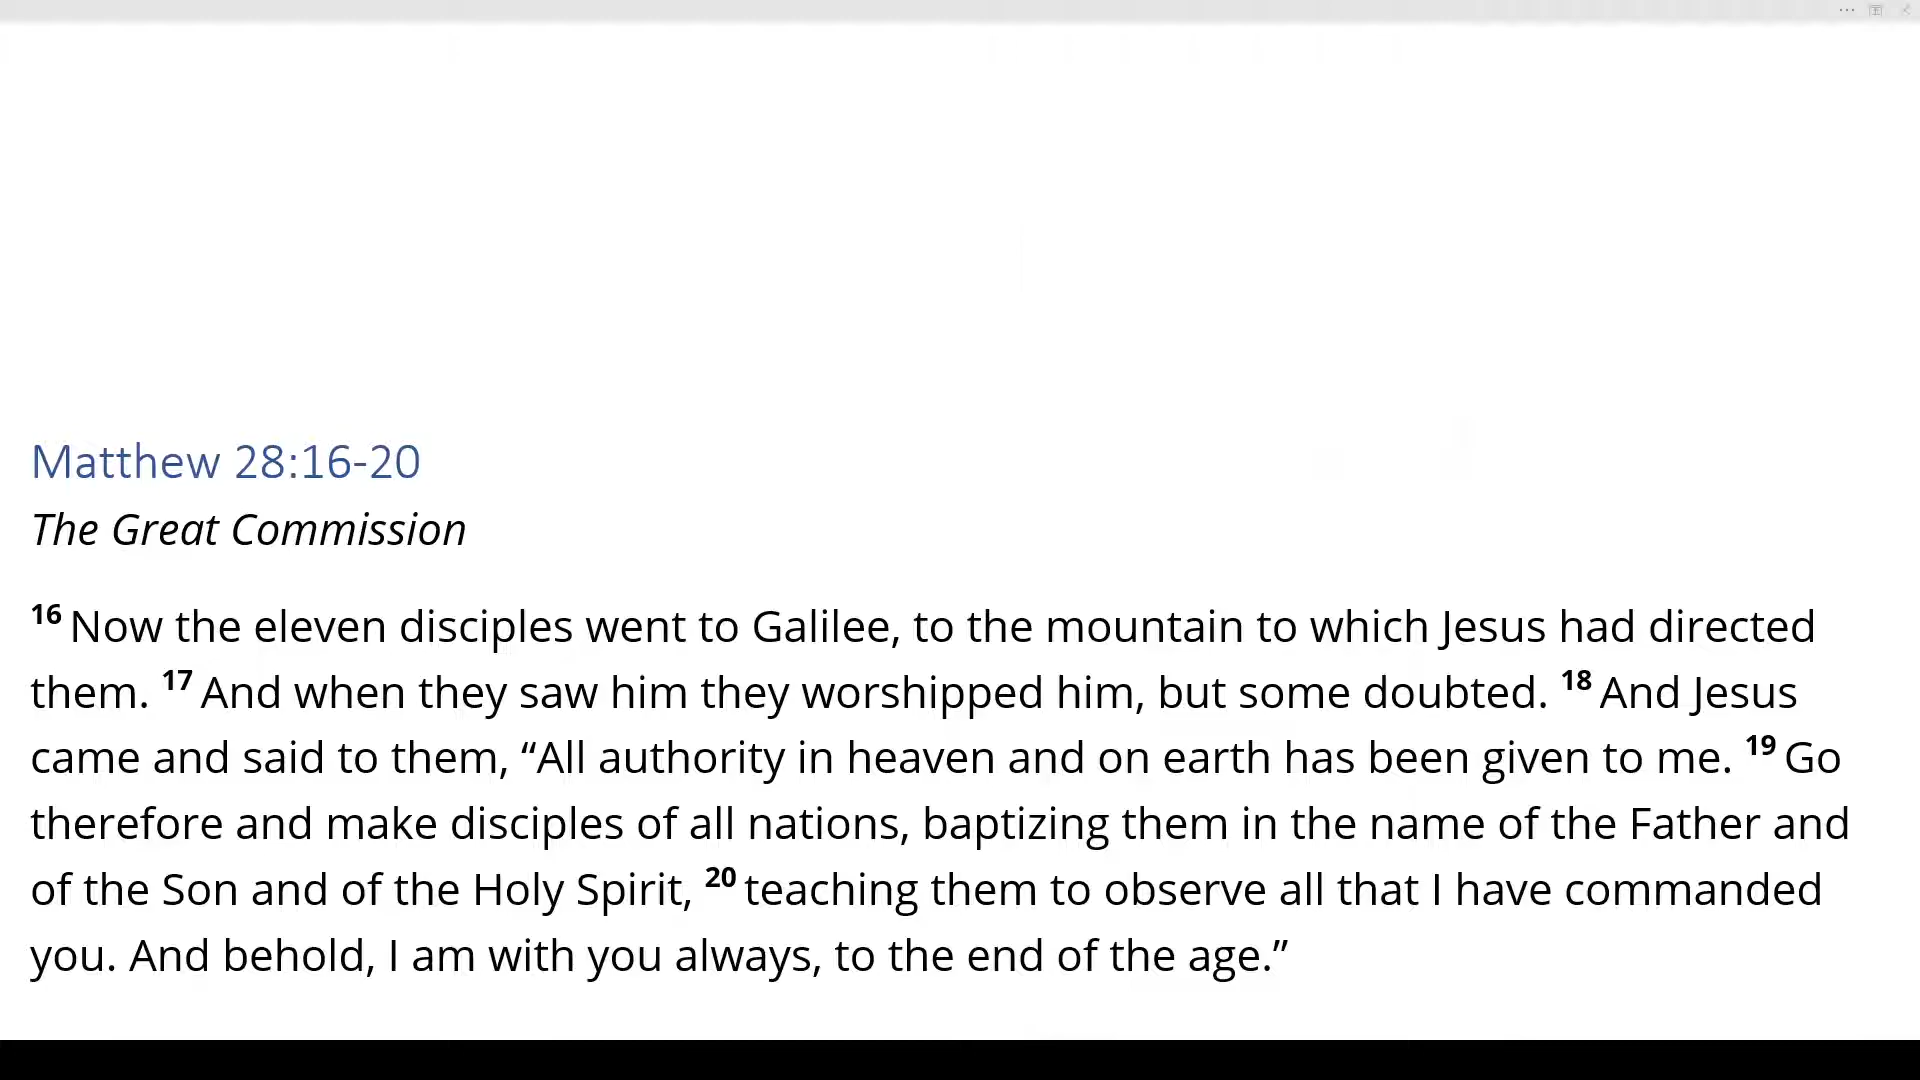 Matthew 28:16-20
The Great Commission
16 Now the eleven disciples went to Galilee, to the mountain to which Jesus had directed
them. 17 And when they saw him they worshipped him, but some doubted. 18 And Jesus
came and said to them, “All authority in heaven and on earth has been given to me. 19 Go
therefore and make disciples of all nations, baptizing them in the name of the Father and
of the Son and of the Holy Spirit, 20 teaching them to observe all that I have commanded
you. And behold, I am with you always, to the end of the age.”